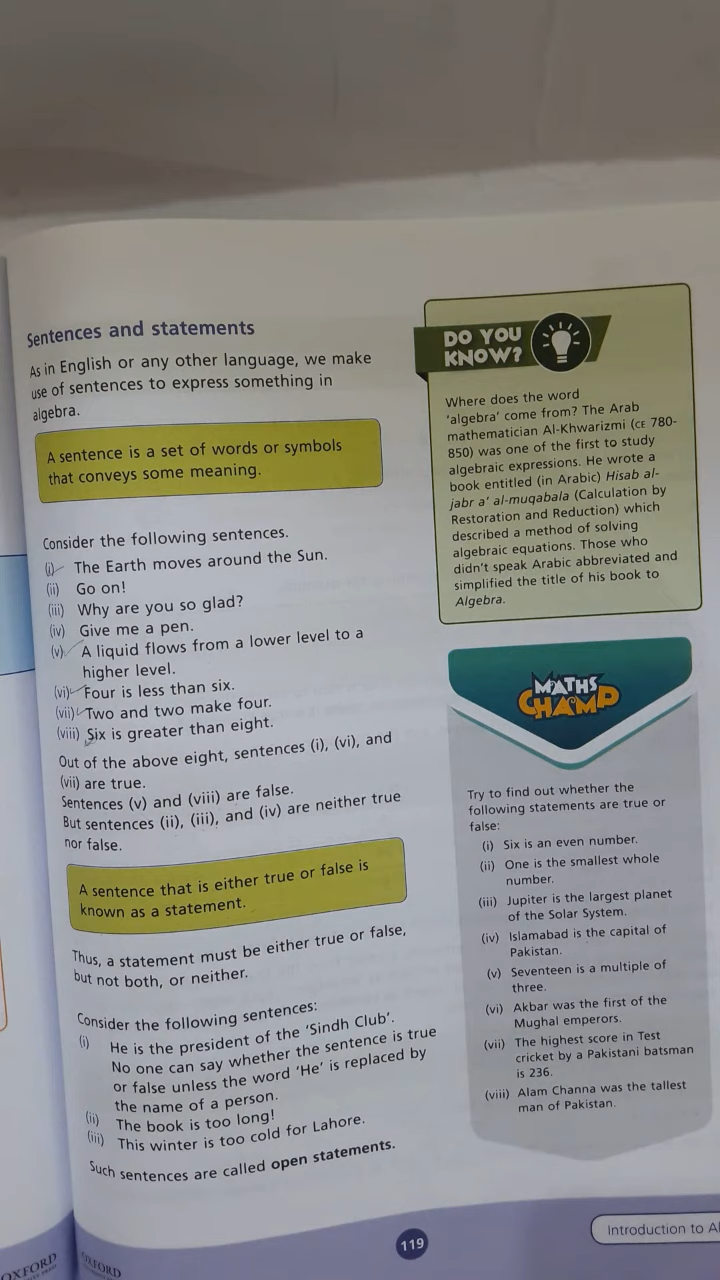 Sentences and statements
As in English or any other language, we make
use of sentences to express something in
algebra.
A sentence is a set of words or symbols
that conveys some meaning.
Consider the following sentences.
(i) The Earth moves around the Sun.
(ii) Go on!
(iii) Why are you so glad?
(iv) Give me a pen.
(v) A liquid flows from a lower level to a
higher level.
(vi) Four is less than six.
(vii) Two and two make four.
(viii) Six is greater than eight.
Out of the above eight, sentences (i), (vi), and
(vii) are true.
Sentences (v) and (viii) are false.
But sentences (ii), (iii), and (iv) are neither true
nor false.
A sentence that is either true or false is
known as a statement.
Thus, a statement must be either true or false,
but not both, or neither.
Consider the following sentences:
(i) He is the president of the 'Sindh Club'.
No one can say whether the sentence is true
or false unless the word 'He' is replaced by
the name of a person.
(ii) The book is too long!
(iii) This winter is too cold for Lahore.
Such sentences are called open statements.
DO YOU
KNOW?
Where does the word
'algebra' come from? The Arab
mathematician Al-Khwarizmi (CE 780-
850) was one of the first to study
algebraic expressions. He wrote a
book entitled (in Arabic) Hisab al-
jabr a' al-muqabala (Calculation by
Restoration and Reduction) which
described a method of solving
algebraic equations. Those who
didn't speak Arabic abbreviated and
simplified the title of his book to
Algebra.
MATHS
CHAMP
Try to find out whether the
following statements are true or
false:
(i) Six is an even number.
(ii) One is the smallest whole
number.
(iii) Jupiter is the largest planet
of the Solar System.
(iv) Islamabad is the capital of
Pakistan.
(v) Seventeen is a multiple of
three.
(vi) Akbar was the first of the
Mughal emperors.
(vii) The highest score in Test
cricket by a Pakistani batsman
is 236.
(viii) Alam Channa was the tallest
man of Pakistan.
OXFORD
OXFORD
119
Introduction to Al